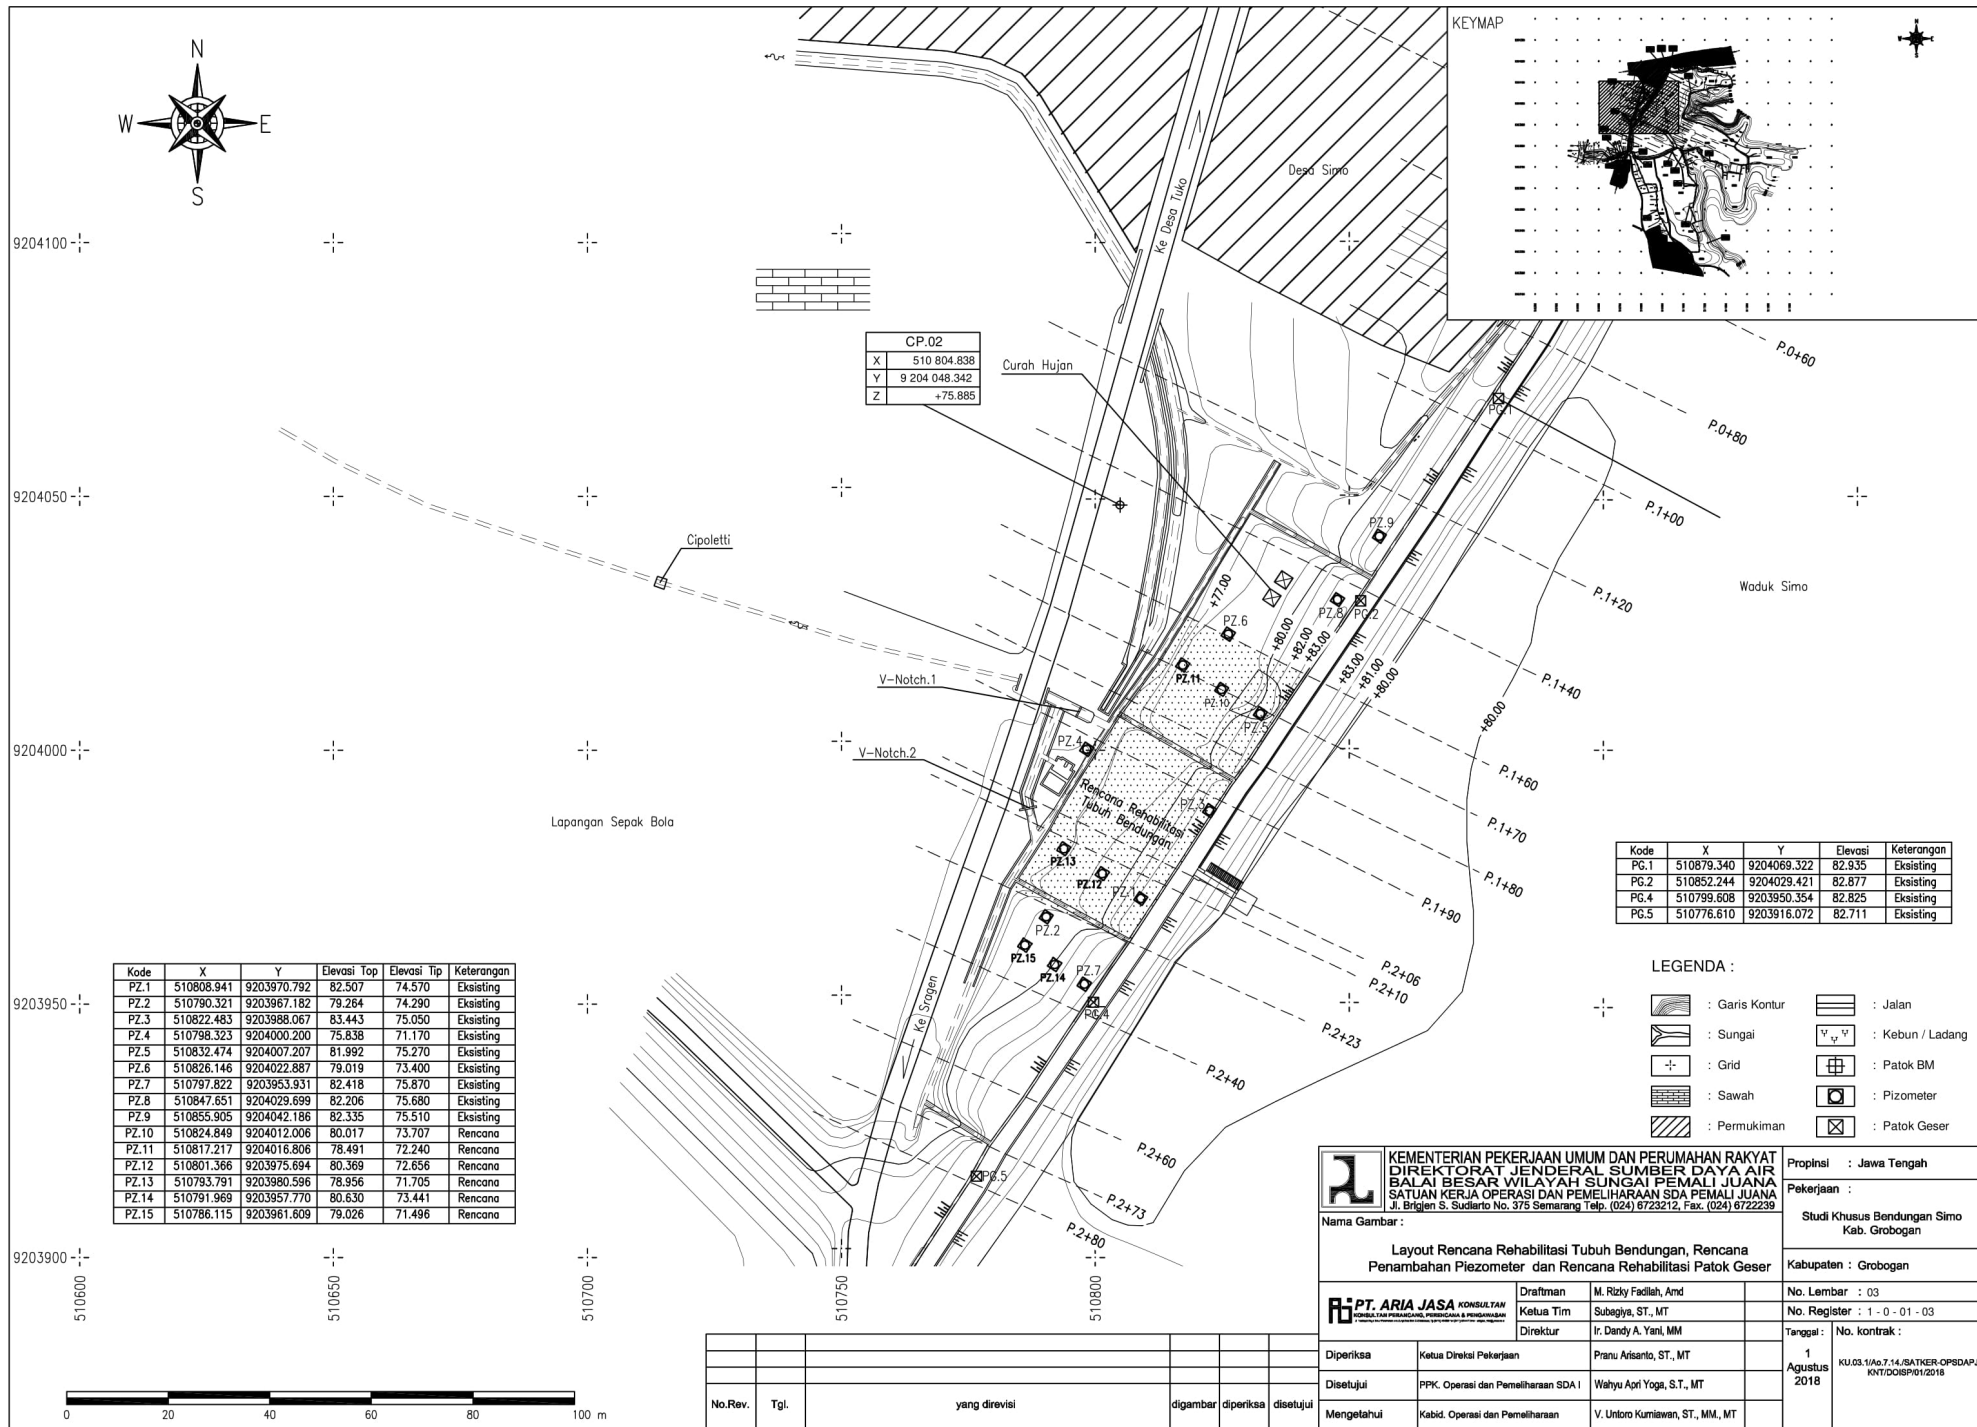 KEYMAP
N
W
E
S
Desa Simo
Ke Desa Tuko
9204100
CP.02
X 510 804.838
Y 9 204 048.342
Z +75.885
Curah Hujan
P.0+60
P.0+80
PG.1
9204050
P.1+00
PZ.9
Cipoletti
Waduk Simo
P.1+20
+77.00
PZ.8
PG.2
PZ.6
+80.00
+82.00
+83.00
+83.00
+81.00
+80.00
+80.00
P.1+40
V-Notch.1
PZ.11
PZ.10
PZ.5
9204000
PZ.4
V-Notch.2
P.1+60
Rencana Rehabilitasi
Tubuh Bendungan
PZ.3
Lapangan Sepak Bola
P.1+70
PZ.13
PZ.12
PZ.1
P.1+80
P.1+90
PZ.2
PZ.15
PZ.14
PZ.7
PG.4
P.2+06
P.2+10
P.2+23
Ke Sragen
P.2+40
P.2+60
PG.5
P.2+73
P.2+80
9203950
9203900
510600
510650
510700
510750
510800
Kode X Y Elevasi Keterangan
PG.1 510879.340 9204069.322 82.935 Eksisting
PG.2 510852.244 9204029.421 82.877 Eksisting
PG.4 510799.608 9203950.354 82.825 Eksisting
PG.5 510776.610 9203916.072 82.711 Eksisting
Kode X Y Elevasi Top Elevasi Tip Keterangan
PZ.1 510808.941 9203970.792 82.507 74.570 Eksisting
PZ.2 510790.321 9203967.182 79.264 74.290 Eksisting
PZ.3 510822.483 9203988.067 83.443 75.050 Eksisting
PZ.4 510798.323 9204000.200 75.838 71.170 Eksisting
PZ.5 510832.474 9204007.207 81.992 75.270 Eksisting
PZ.6 510826.146 9204022.887 79.019 73.400 Eksisting
PZ.7 510797.822 9203953.931 82.418 75.870 Eksisting
PZ.8 510847.651 9204029.699 82.206 75.680 Eksisting
PZ.9 510855.905 9204042.186 82.335 75.510 Eksisting
PZ.10 510824.849 9204012.006 80.017 73.707 Rencana
PZ.11 510817.217 9204016.806 78.491 72.240 Rencana
PZ.12 510801.366 9203975.694 80.369 72.656 Rencana
PZ.13 510793.791 9203980.596 78.956 71.705 Rencana
PZ.14 510791.969 9203957.770 80.630 73.441 Rencana
PZ.15 510786.115 9203961.609 79.026 71.496 Rencana
LEGENDA :
: Garis Kontur
: Jalan
: Sungai
: Kebun / Ladang
: Grid
: Patok BM
: Sawah
: Pizometer
: Permukiman
: Patok Geser
KEMENTERIAN PEKERJAAN UMUM DAN PERUMAHAN RAKYAT
DIREKTORAT JENDERAL SUMBER DAYA AIR
BALAI BESAR WILAYAH SUNGAI PEMALI JUANA
SATUAN KERJA OPERASI DAN PEMELIHARAAN SDA PEMALI JUANA
Jl. Brigjen S. Sudiarto No. 375 Semarang Telp. (024) 6723212, Fax. (024) 6722239
Nama Gambar :
Layout Rencana Rehabilitasi Tubuh Bendungan, Rencana
Penambahan Piezometer dan Rencana Rehabilitasi Patok Geser
Propinsi : Jawa Tengah
Pekerjaan :
Studi Khusus Bendungan Simo
Kab. Grobogan
Kabupaten : Grobogan
No. Lembar : 03
No. Register : 1 - 0 - 01 - 03
Tanggal :
1
Agustus
2018
No. kontrak :
KU.03.1/Ao.7.14./SATKER-OPSDAPJ
KNT/DOISP/01/2018
PT. ARIA JASA KONSULTAN
KONSULTAN PERANCANG, PERENCANA & PENGAWASAN
Draftman M. Rizky Fadillah, Amd
Ketua Tim Subagiya, ST., MT
Direktur Ir. Dandy A. Yani, MM
Diperiksa Ketua Direksi Pekerjaan Pranu Arisanto, ST., MT
Disetujui PPK. Operasi dan Pemeliharaan SDA I Wahyu Apri Yoga, S.T., MT
Mengetahui Kabid. Operasi dan Pemeliharaan V. Untoro Kurniawan, ST., MM., MT
No.Rev. Tgl. yang direvisi digambar diperiksa disetujui
0 20 40 60 80 100 m